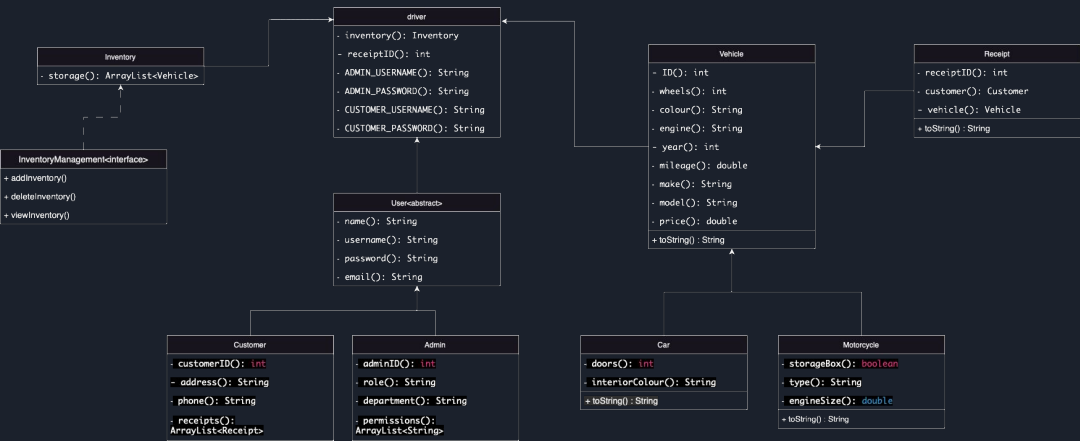 driver
- inventory(): Inventory
- receiptID(): int
- ADMIN_USERNAME(): String
- ADMIN_PASSWORD(): String
- CUSTOMER_USERNAME(): String
- CUSTOMER_PASSWORD(): String
Inventory
- storage(): ArrayList<Vehicle>
InventoryManagement<interface>
+ addInventory()
+ deleteInventory()
+ viewInventory()
Vehicle
- ID(): int
- wheels(): int
- colour(): String
- engine(): String
- year(): int
- mileage(): double
- make(): String
- model(): String
- price(): double
+ toString() : String
Receipt
- receiptID(): int
- customer(): Customer
- vehicle(): Vehicle
+ toString() : String
User<abstract>
- name(): String
- username(): String
- password(): String
- email(): String
Customer
- customerID(): int
- address(): String
- phone(): String
- receipts():
ArrayList<Receipt>
Admin
- adminID(): int
- role(): String
- department(): String
- permissions():
ArrayList<String>
Car
- doors(): int
- interiorColour(): String
+ toString() : String
Motorcycle
- storageBox(): boolean
- type(): String
- engineSize(): double
+ toString() : String